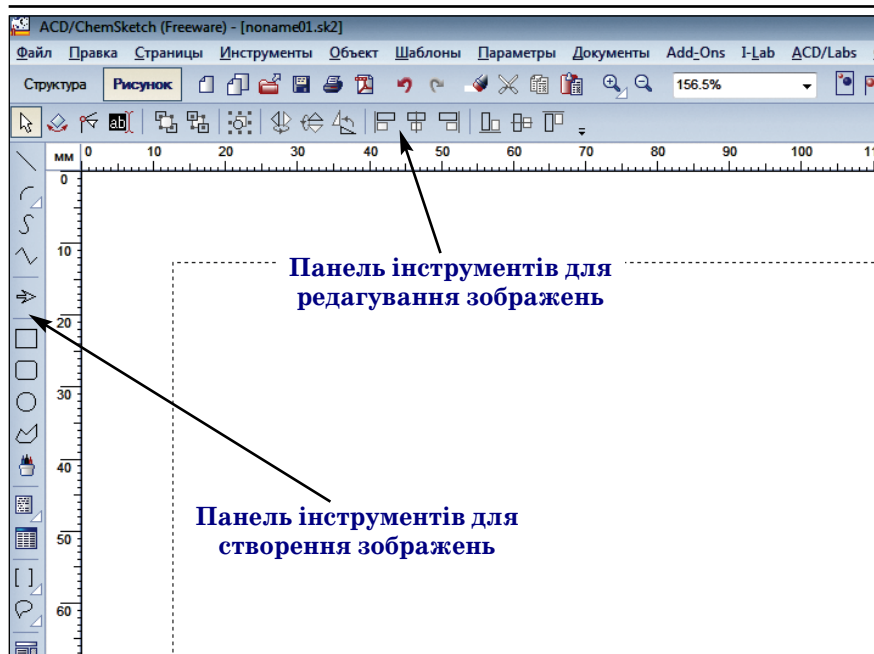 ACD/ChemSketch (Freeware) - [noname01.sk2]
Файл Правка Страницы Инструменты Объект Шаблоны Параметры Документы Add-Ons I-Lab ACD/Labs
Структура Рисунок 156.5%
ab
мм 0 10 20 30 40 50 60 70 80 90 100
0
10
Панель інструментів для
редагування зображень
20
30
40
Панель інструментів для
створення зображень
50
60